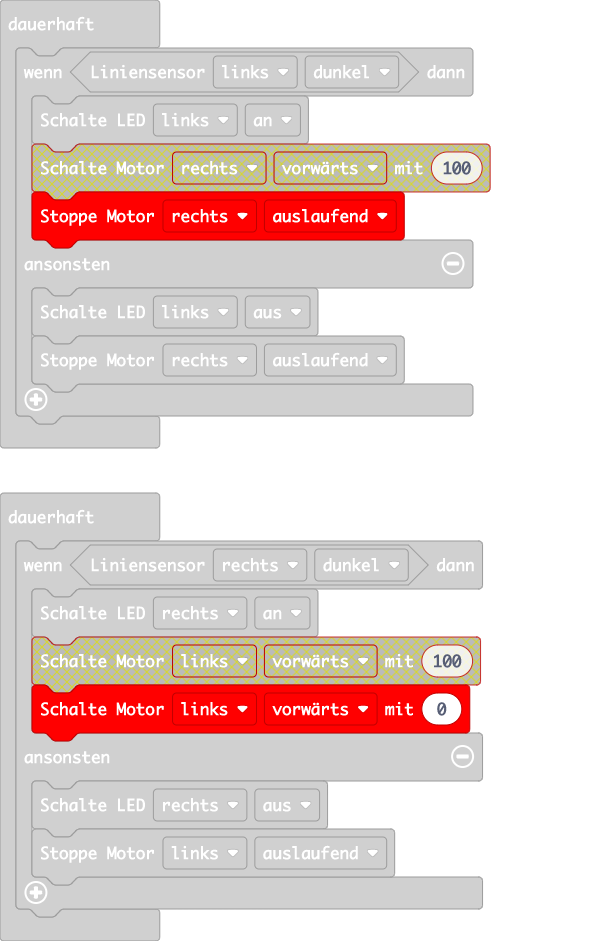 dauerhaft
wenn Liniensensor links dunkel dann
Schalte LED links an
Schalte Motor rechts vorwärts mit 100
Stoppe Motor rechts auslaufend
ansonsten
Schalte LED links aus
Stoppe Motor rechts auslaufend
dauerhaft
wenn Liniensensor rechts dunkel dann
Schalte LED rechts an
Schalte Motor links vorwärts mit 100
Schalte Motor links vorwärts mit 0
ansonsten
Schalte LED rechts aus
Stoppe Motor links auslaufend